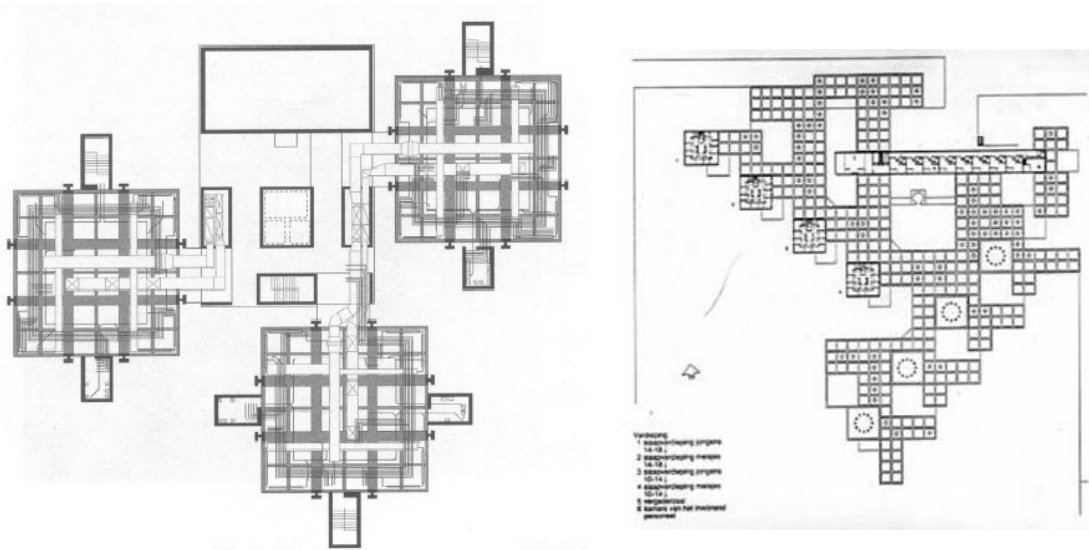 Verdieping
1 slaapverdieping jongens
14-18 j.
2 slaapverdieping meisjes
14-18 j.
3 slaapverdieping jongens
10-14 j.
4 slaapverdieping meisjes
10-14 j.
5 vergaderzaal
6 kamers van het inwonend
personeel